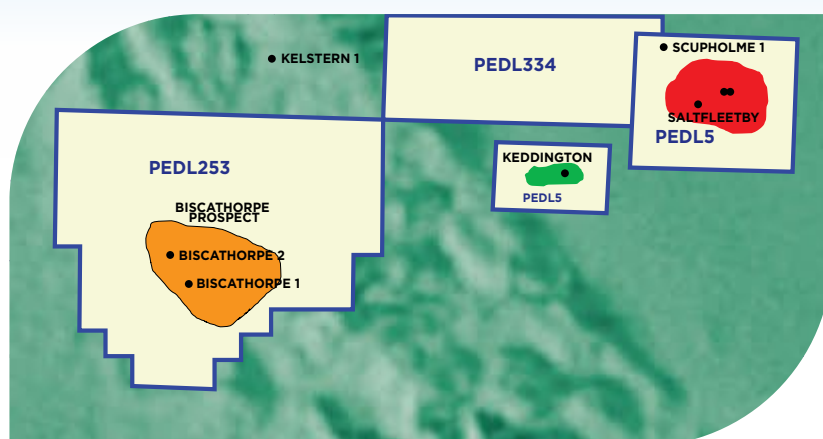 KELSTERN 1
PEDL334
SCUPHOLME 1
SALTFLEETBY
PEDL5
KEDDINGTON
PEDL5
PEDL253
BISCATHORPE
PROSPECT
BISCATHORPE 2
BISCATHORPE 1